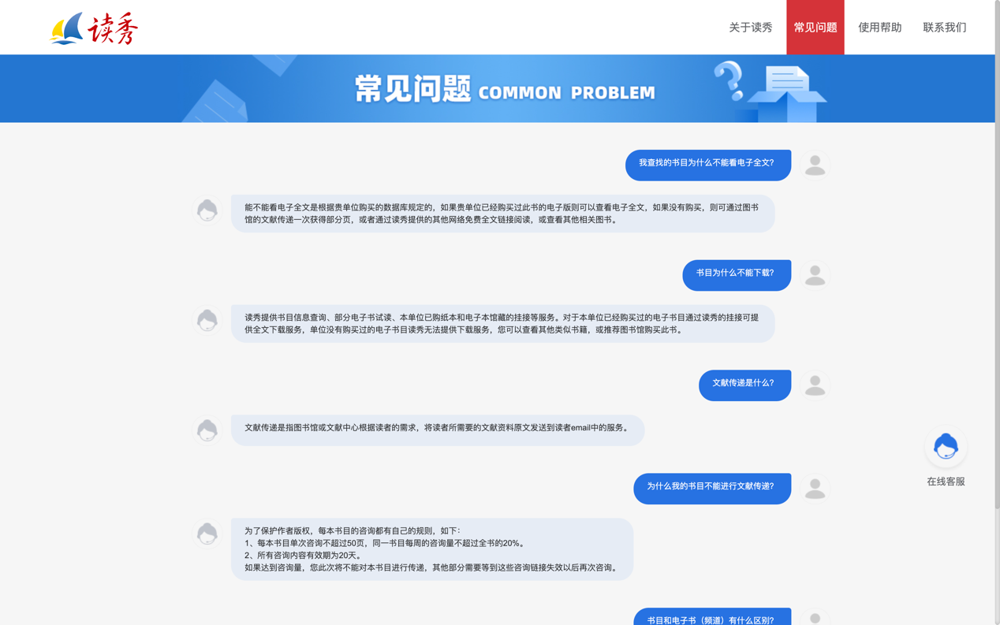 读秀
关于读秀
常见问题
使用帮助
联系我们
常见问题 COMMON PROBLEM
我查找的书目为什么不能看电子全文?
能不能看电子全文是根据贵单位购买的数据库规定的，如果贵单位已经购买过此书的电子版则可以查看电子全文，如果没有购买，则可通过图书
馆的文献传递一次获得部分页，或者通过读秀提供的其他网络免费全文链接阅读，或查看其他相关图书。
书目为什么不能下载?
读秀提供书目信息查询、部分电子书试读、本单位已购纸本和电子本馆藏的挂接等服务。对于本单位已经购买过的电子书目通过读秀的挂接可提
供全文下载服务，单位没有购买过的电子书目读秀无法提供下载服务，您可以查看其他类似书籍，或推荐图书馆购买此书。
文献传递是什么?
文献传递是指图书馆或文献中心根据读者的需求，将读者所需要的文献资料原文发送到读者email中的服务。
为什么我的书目不能进行文献传递?
为了保护作者版权，每本书目的咨询都有自己的规则，如下：
1、每本书目单次咨询不超过50页，同一书目每周的咨询量不超过全书的20%。
2、所有咨询内容有效期为20天。
如果达到咨询量，您此次将不能对本书目进行传递，其他部分需要等到这些咨询链接失效以后再次咨询。
书目和电子书（频道）有什么区别?
在线客服